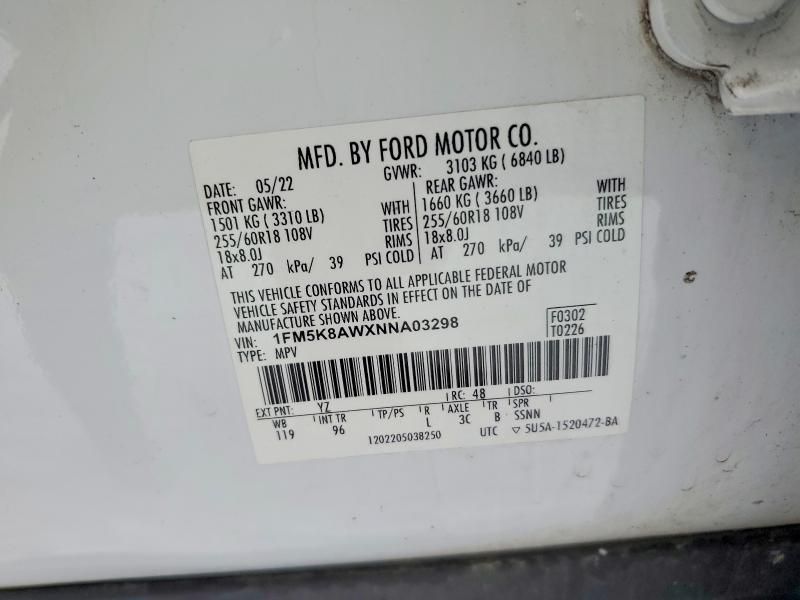 MFD. BY FORD MOTOR CO.
DATE: 05/22 GVWR: 3103 KG ( 6840 LB)
FRONT GAWR: REAR GAWR:
1501 KG ( 3310 LB) WITH 1660 KG ( 3660 LB) WITH
255/60R18 108V TIRES 255/60R18 108V TIRES
18x8.0J RIMS 18x8.0J RIMS
AT 270 kPa/ 39 PSI COLD AT 270 kPa/ 39 PSI COLD
THIS VEHICLE CONFORMS TO ALL APPLICABLE FEDERAL MOTOR
VEHICLE SAFETY STANDARDS IN EFFECT ON THE DATE OF
MANUFACTURE SHOWN ABOVE.
VIN: 1FM5K8AWXNNA03298 F0302
TYPE: MPV T0226
EXT PNT: YZ RC: 48 DSO:
WB INT TR TP/PS R AXLE TR SPR
119 96 L 3C B SSNN
1202205038250 UTC ▽ 5U5A-1520472-BA